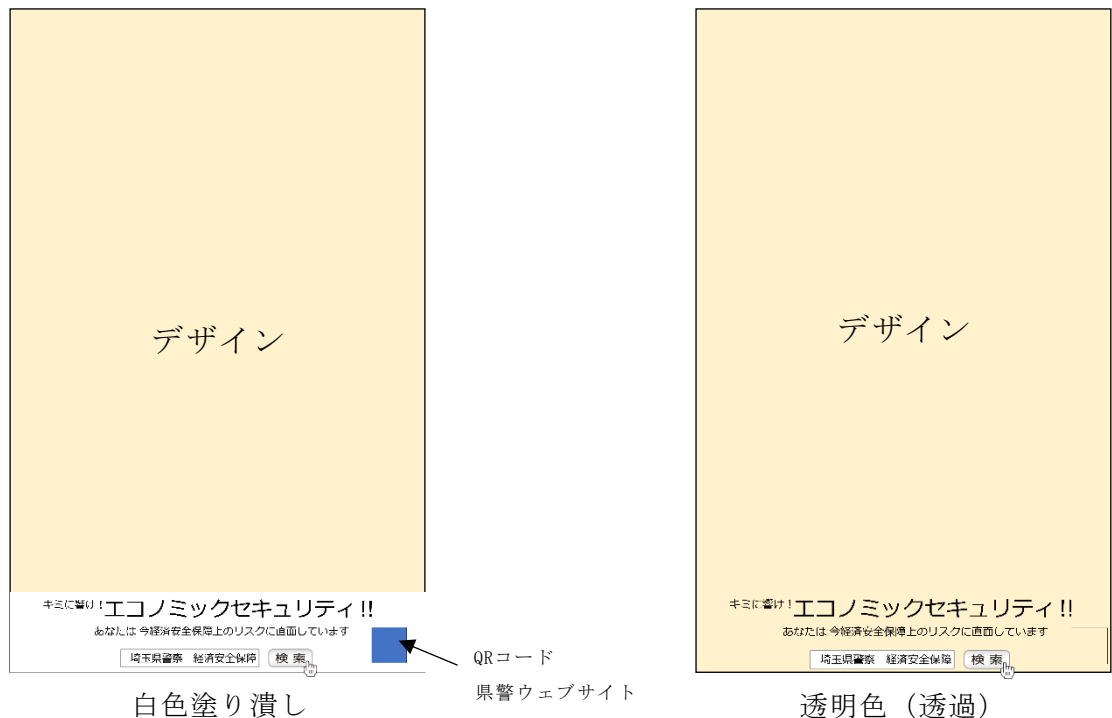 デザイン
キミに響け!エコノミックセキュリティ!!
あなたは今経済安全保障上のリスクに直面しています
埼玉県警察 経済安全保障 検索
QRコード
県警ウェブサイト
白色塗り潰し
デザイン
キミに響け!エコノミックセキュリティ!!
あなたは今経済安全保障上のリスクに直面しています
埼玉県警察 経済安全保障 検索
透明色（透過）